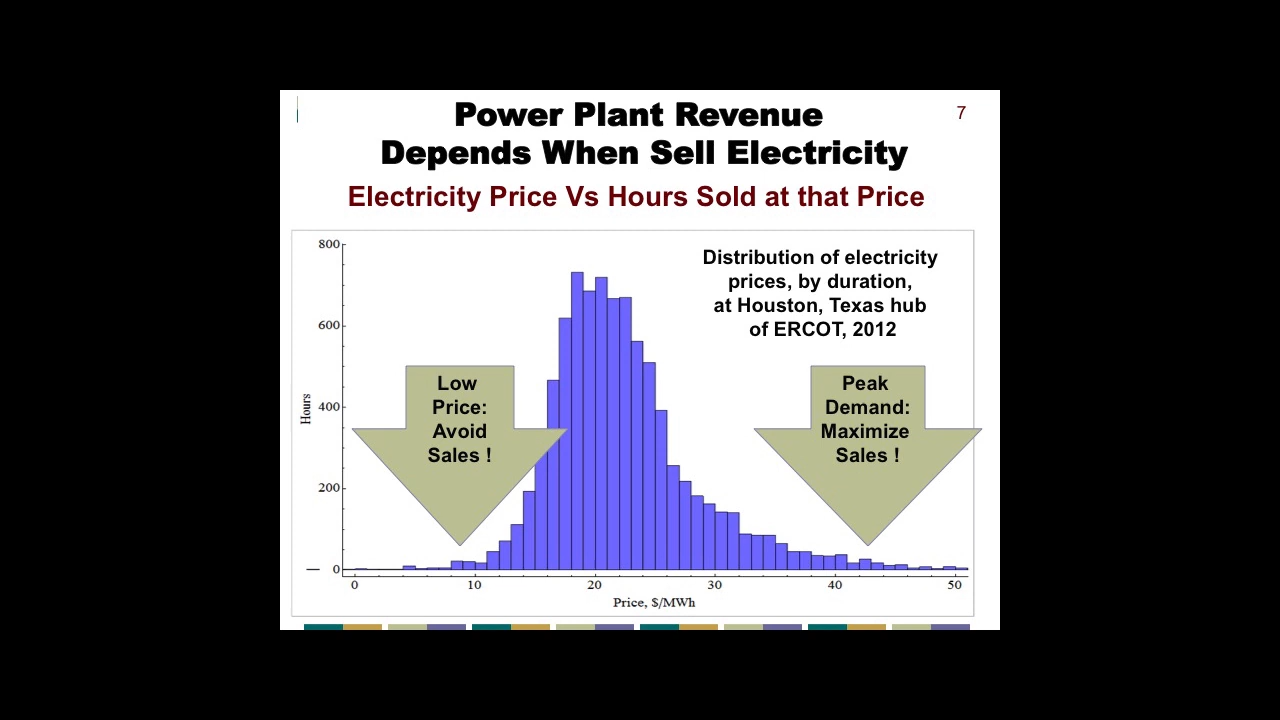 Power Plant Revenue
7
Depends When Sell Electricity
Electricity Price Vs Hours Sold at that Price
Distribution of electricity
prices, by duration,
at Houston, Texas hub
of ERCOT, 2012
Low
Price:
Avoid
Sales !
Peak
Demand:
Maximize
Sales !
Hours
800
600
400
200
0
0 10 20 30 40 50
Price, $/MWh